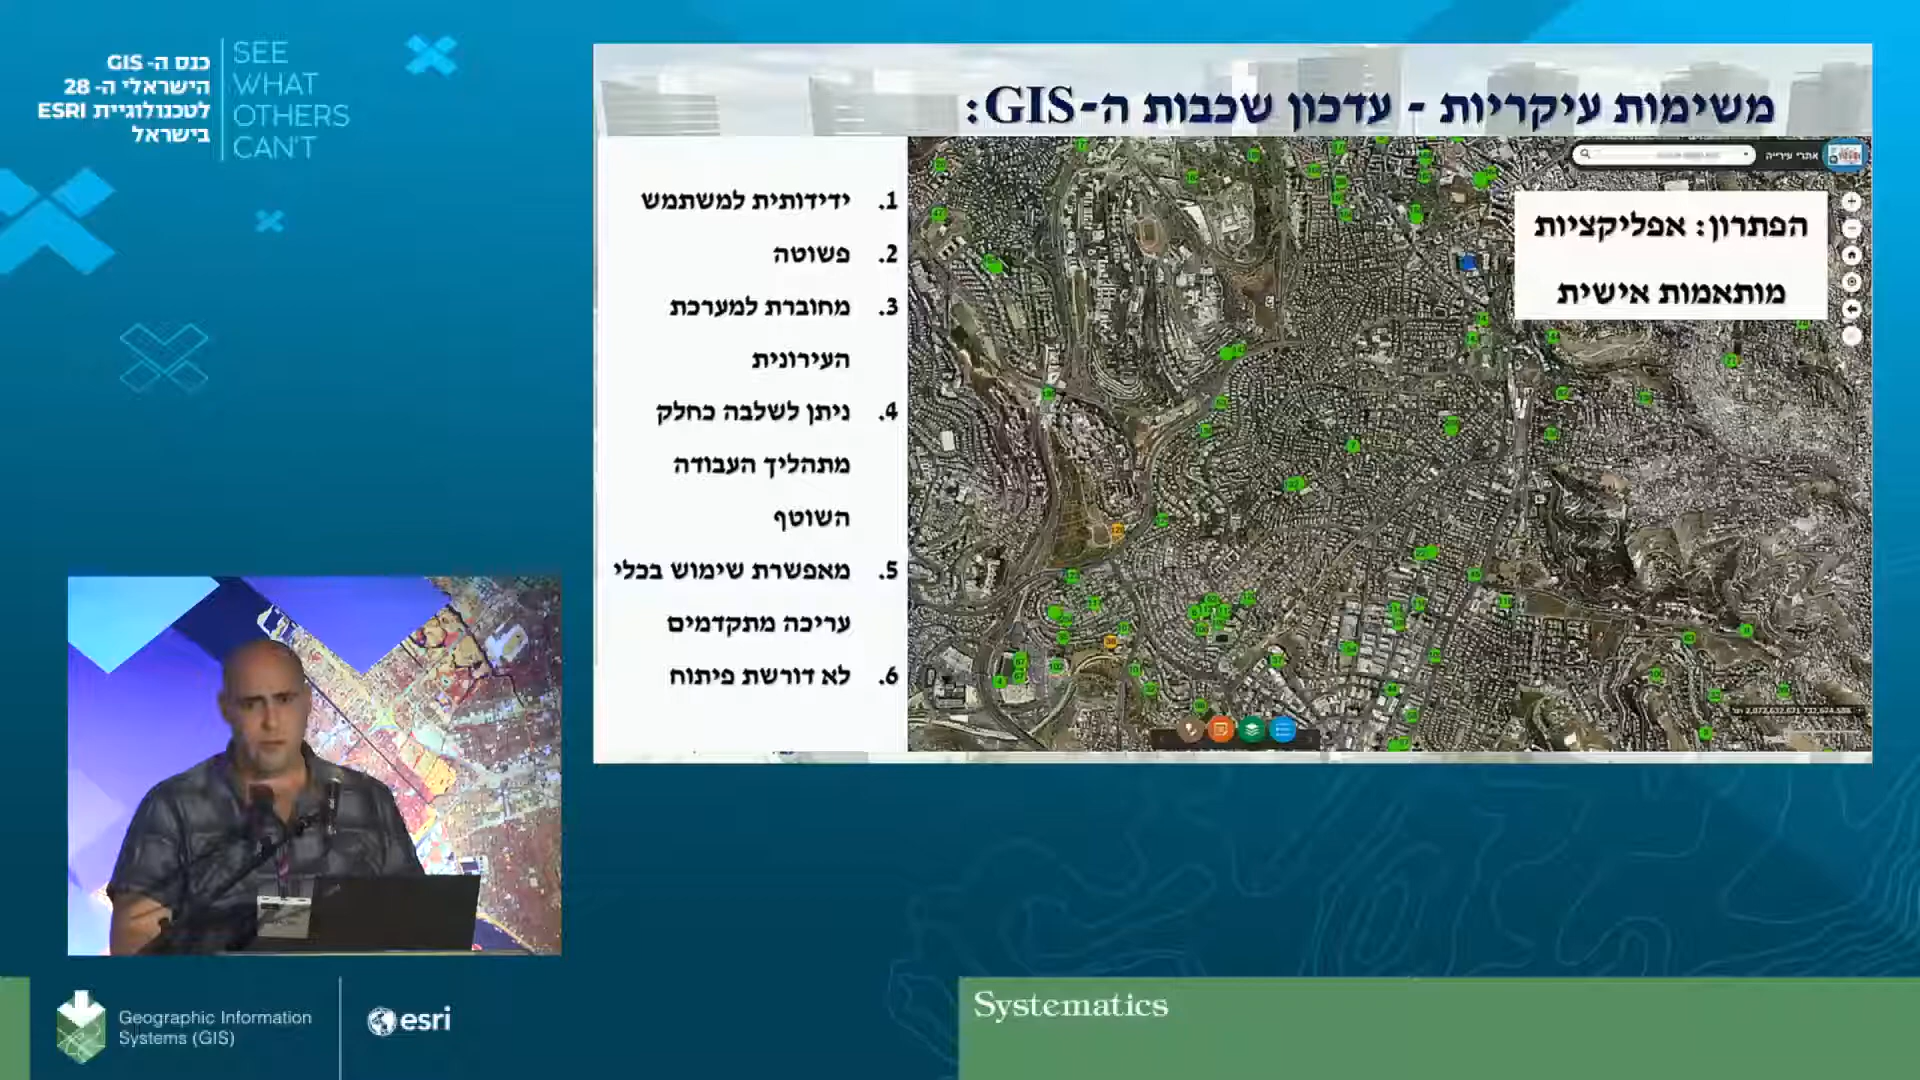 כנס ה- GIS
הישראלי ה- 28
לטכנולוגיית ESRI
בישראל
SEE
WHAT
OTHERS
CAN'T
משימות עיקריות - עדכון שכבות ה-GIS:
1. ידידותית למשתמש
2. פשוטה
3. מחוברת למערכת
העירונית
4. ניתן לשלבה כחלק
מתהליך העבודה
השוטף
5. מאפשרת שימוש בכלי
עריכה מתקדמים
6. לא דורשת פיתוח
אתרי עירייה
הפתרון: אפליקציות
מותאמות אישית
Geographic Information
Systems (GIS)
esri
Systematics